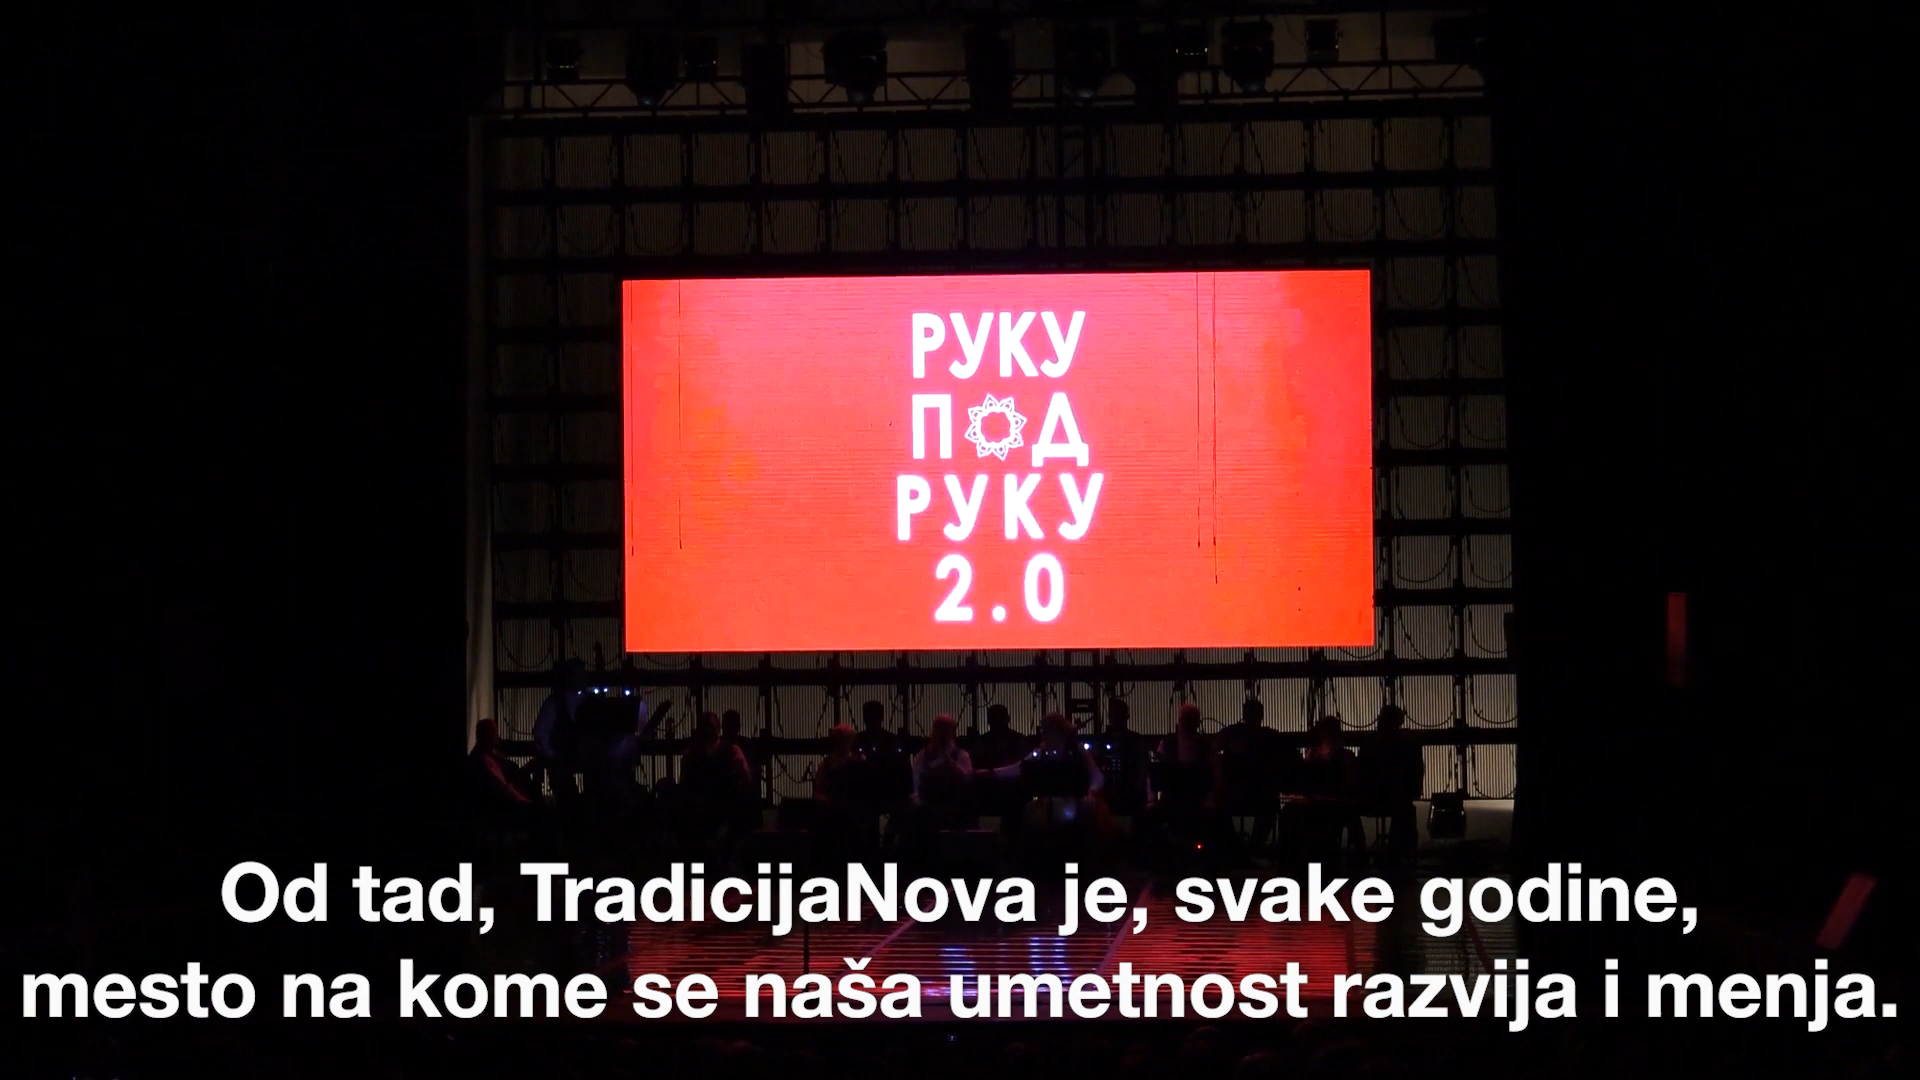 РУКУ
ПОД
РУКУ
2.0
Od tad, TradicijaNova je, svake godine,
mesto na kome se naša umetnost razvija i menja.